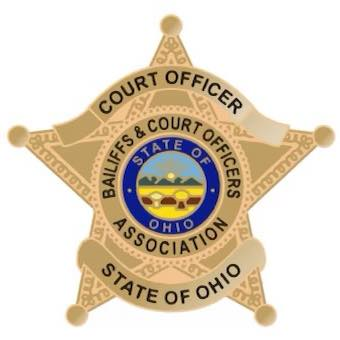 COURT OFFICER
BAILIFFS & COURT OFFICERS
ASSOCIATION
STATE OF
OHIO
STATE OF OHIO